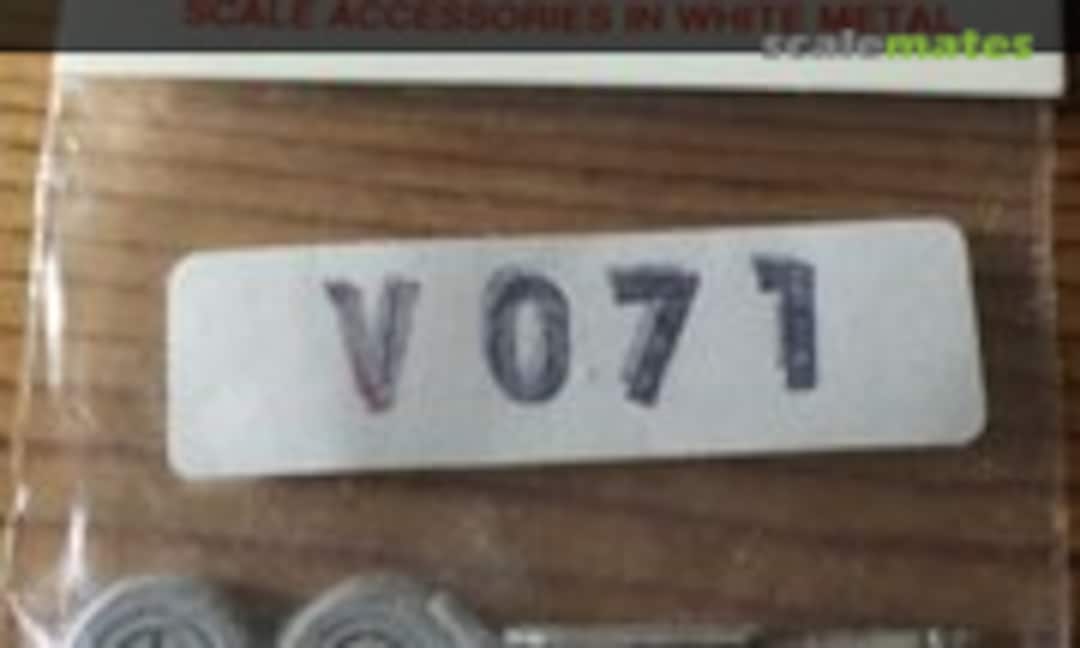 SCALE ACCESSORIES IN WHITE METAL
scalemates
V071